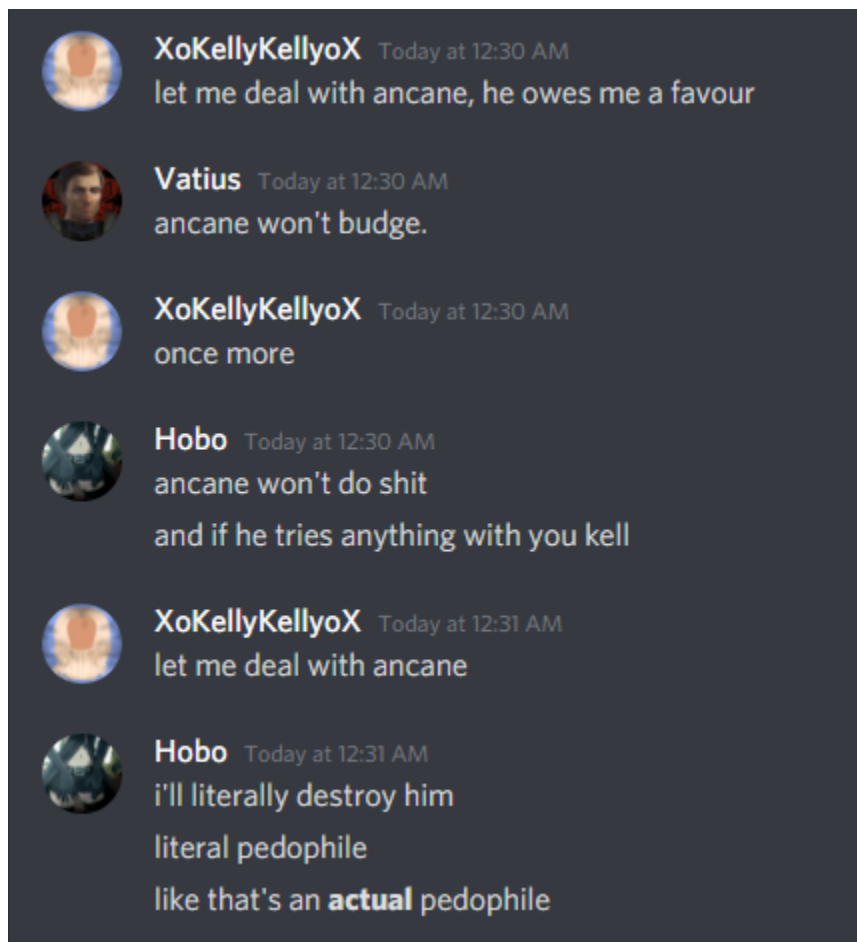 XoKellyKellyoX Today at 12:30 AM
let me deal with ancane, he owes me a favour
Vatius Today at 12:30 AM
ancane won't budge.
XoKellyKellyoX Today at 12:30 AM
once more
Hobo Today at 12:30 AM
ancane won't do shit
and if he tries anything with you kell
XoKellyKellyoX Today at 12:31 AM
let me deal with ancane
Hobo Today at 12:31 AM
i'll literally destroy him
literal pedophile
like that's an actual pedophile